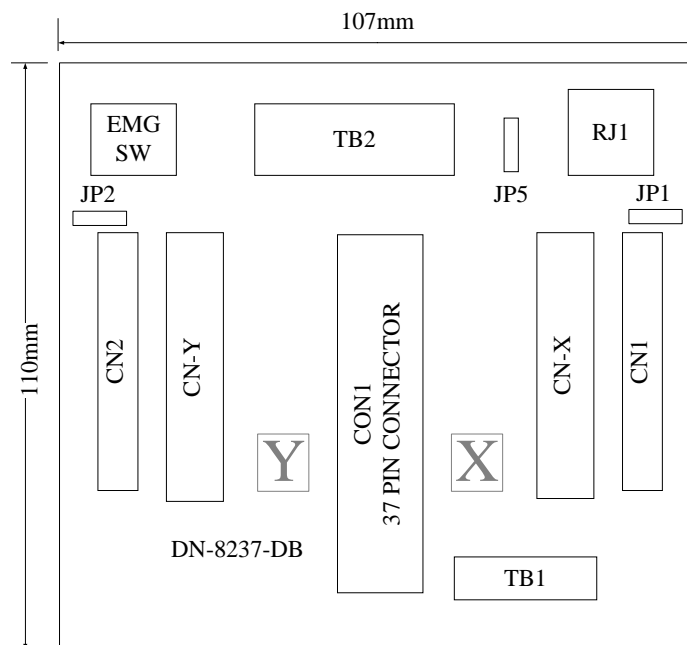 107mm
EMG
SW
TB2
RJ1
JP2
JP5
JP1
110mm
CN2
CN-Y
CON1
37 PIN CONNECTOR
CN-X
CN1
Y
X
DN-8237-DB
TB1